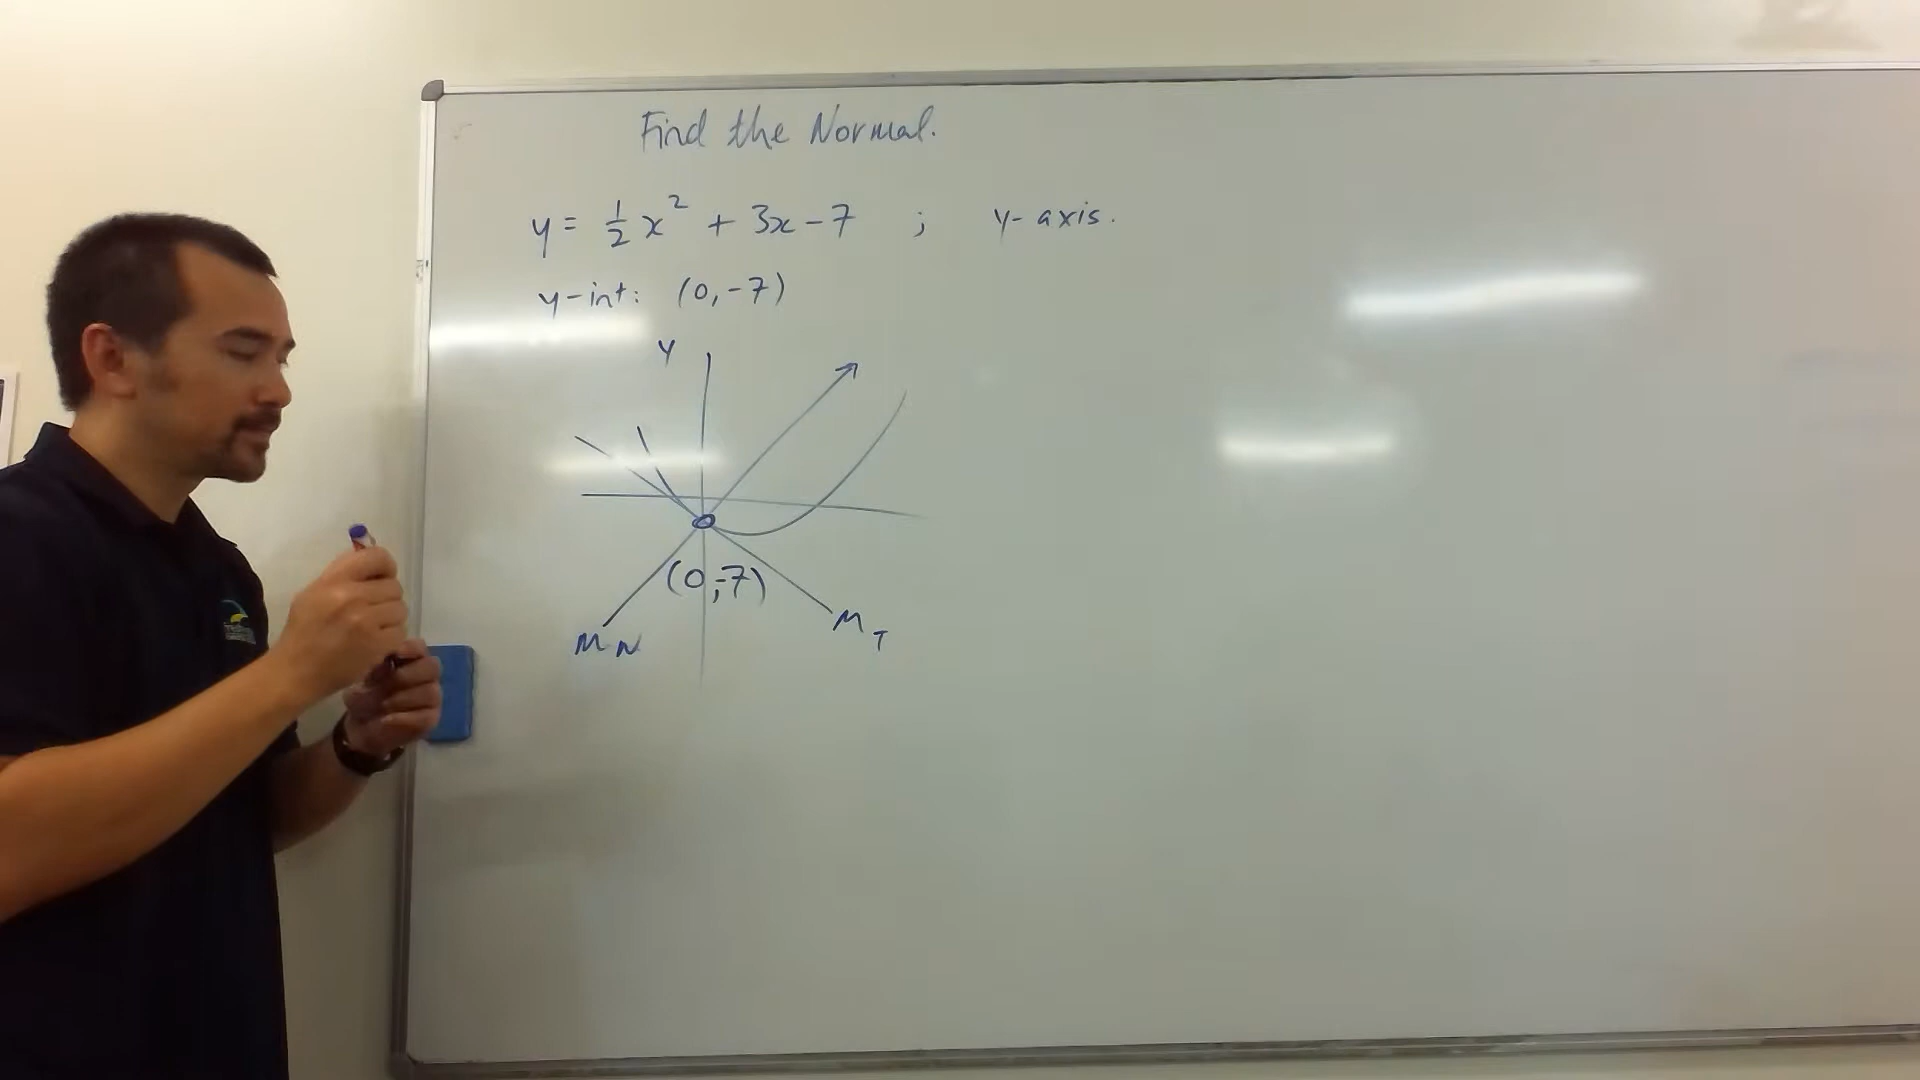 Find the Normal.
y = 1/2 x² + 3x - 7 ; y-axis.
y-int: (0, -7)
y
(0, -7)
M_N
M_T